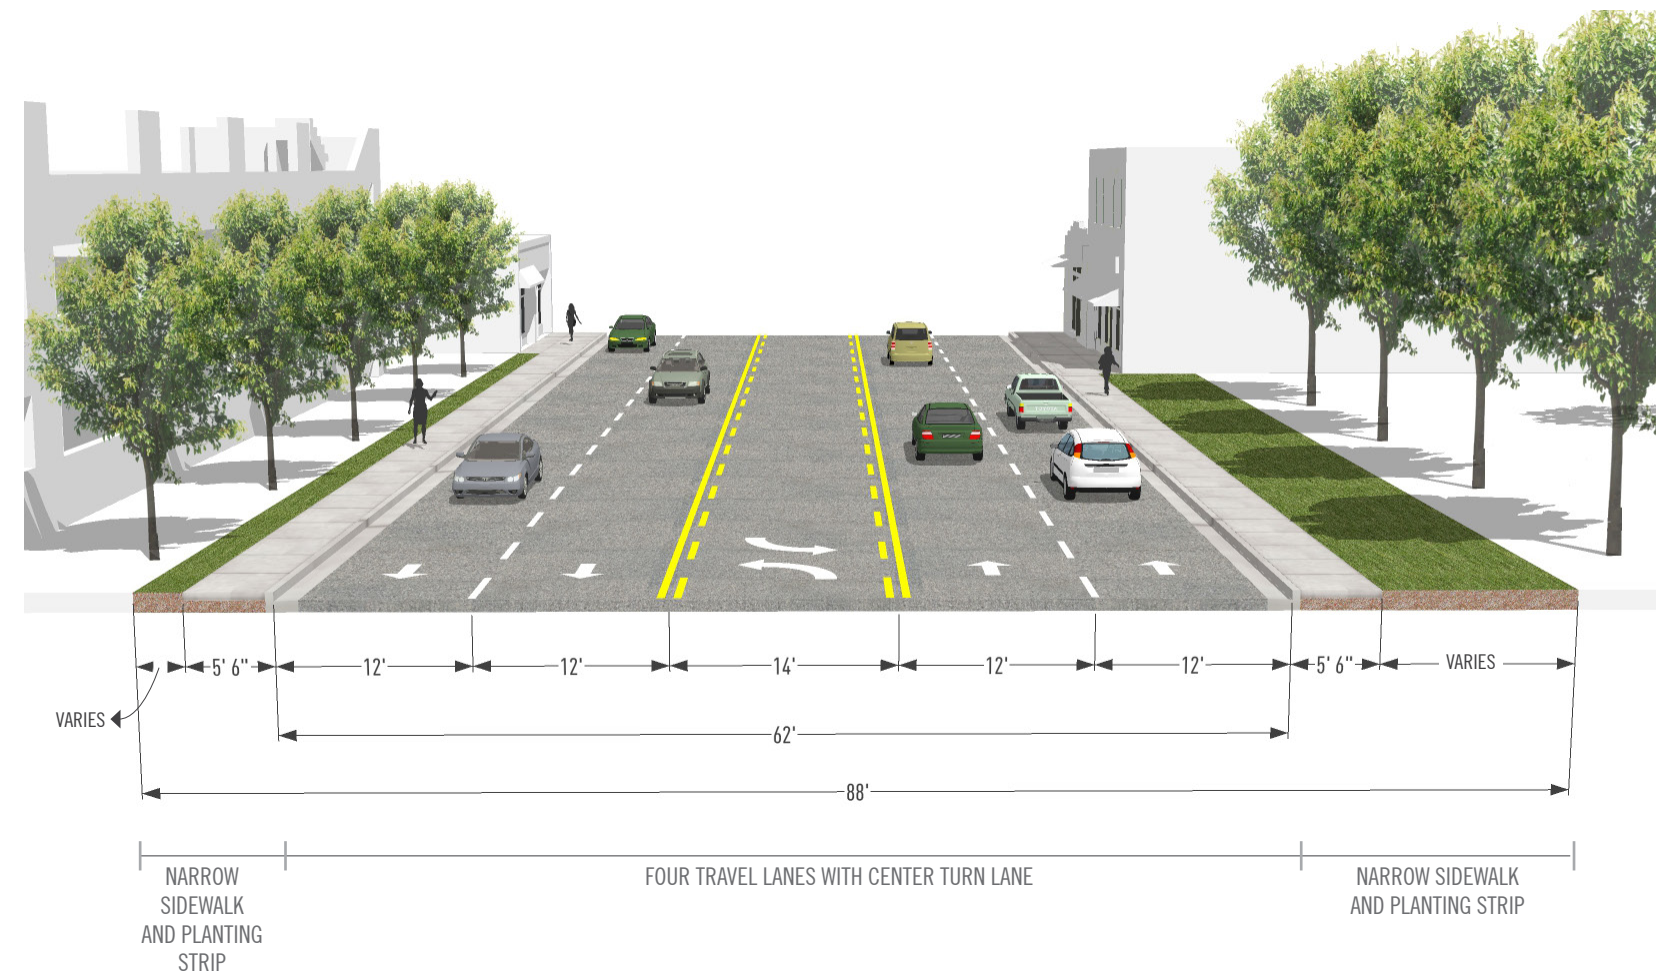 5' 6"
12'
12'
14'
12'
12'
5' 6"
VARIES
VARIES
62'
88'
NARROW
SIDEWALK
AND PLANTING
STRIP
FOUR TRAVEL LANES WITH CENTER TURN LANE
NARROW SIDEWALK
AND PLANTING STRIP